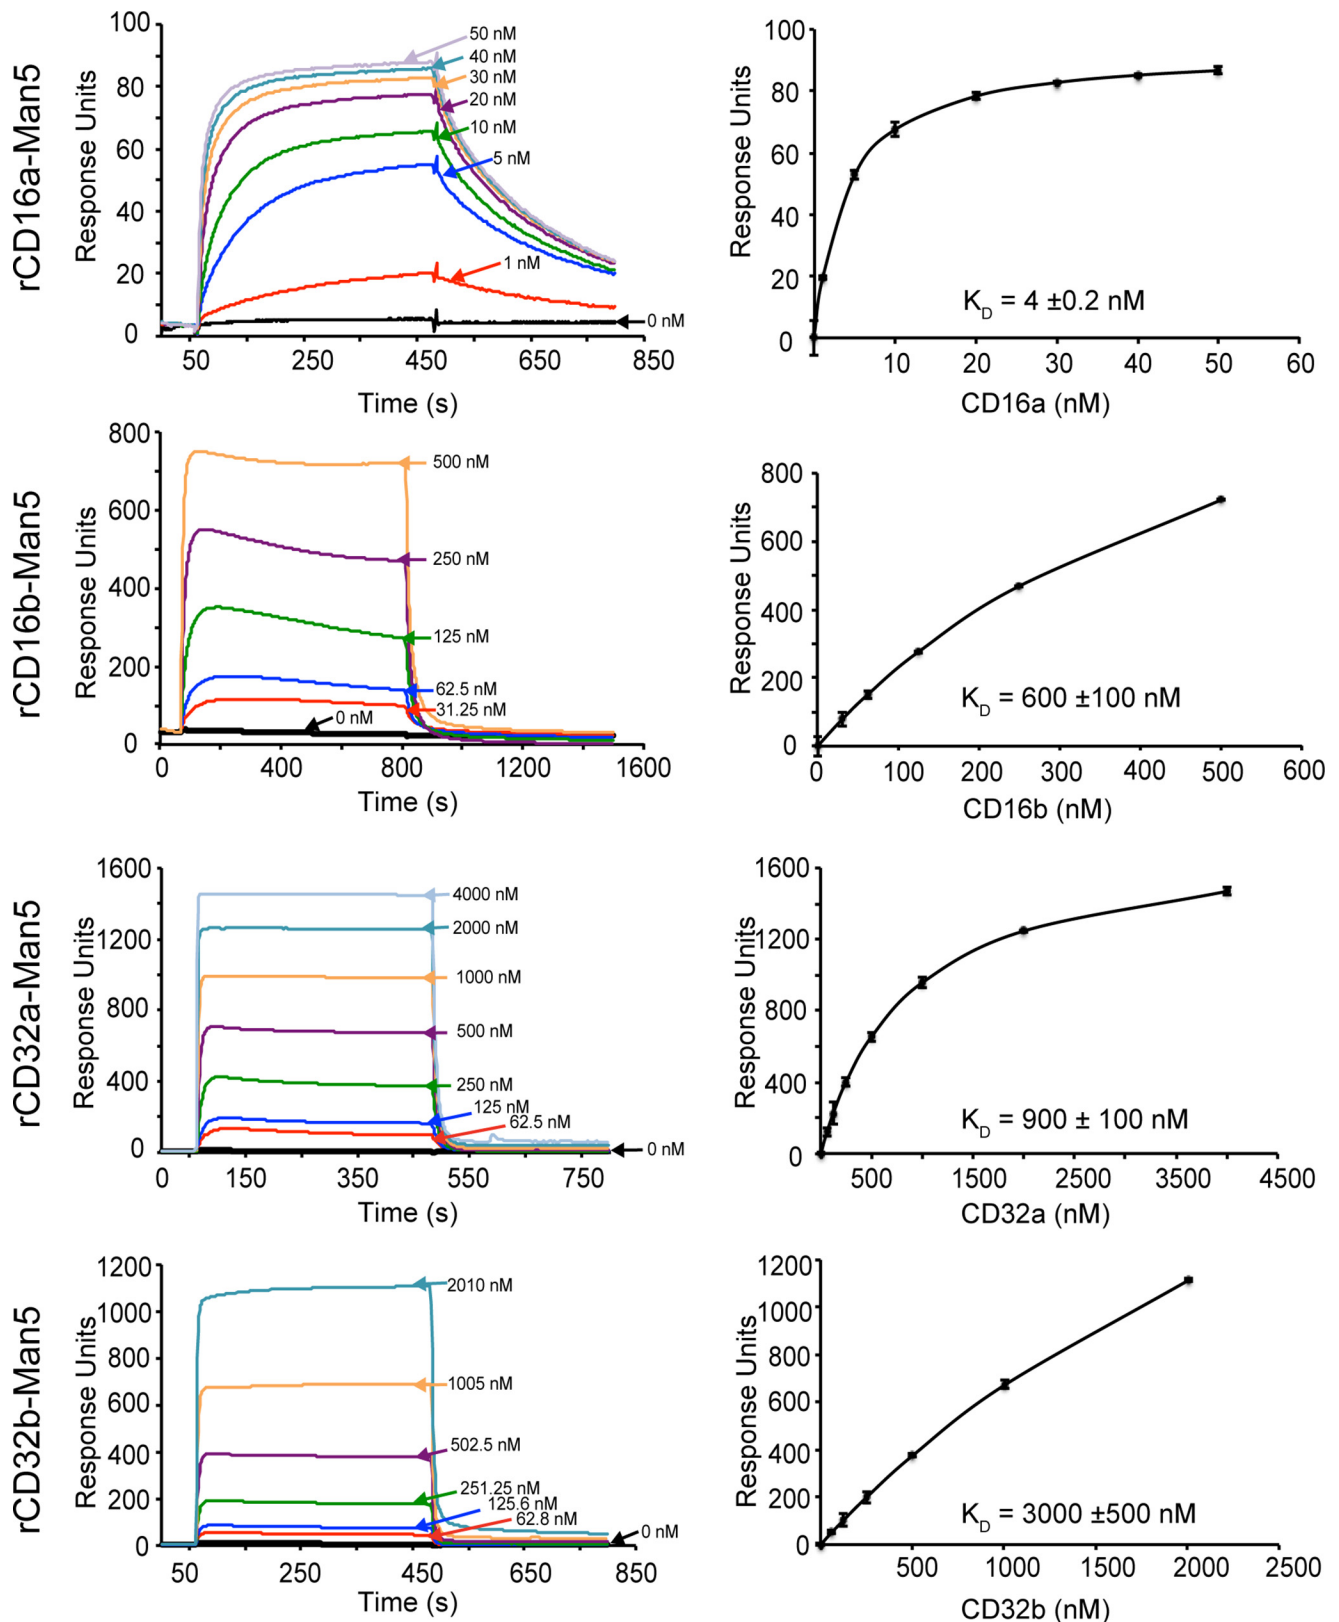 rCD16a-Man5
Response Units
100
80
60
40
20
0
50 nM
40 nM
30 nM
20 nM
10 nM
5 nM
1 nM
0 nM
50
250
450
650
850
Time (s)
Response Units
100
80
60
40
20
0
K_D = 4 ±0.2 nM
10
20
30
40
50
60
CD16a (nM)
rCD16b-Man5
Response Units
800
600
400
200
0
500 nM
250 nM
125 nM
62.5 nM
31.25 nM
0 nM
0
400
800
1200
1600
Time (s)
Response Units
800
600
400
200
0
K_D = 600 ±100 nM
0
100
200
300
400
500
600
CD16b (nM)
rCD32a-Man5
Response Units
1600
1200
800
400
0
4000 nM
2000 nM
1000 nM
500 nM
250 nM
125 nM
62.5 nM
0 nM
0
150
350
550
750
Time (s)
Response Units
1600
1200
800
400
0
K_D = 900 ± 100 nM
500
1000
1500
2000
2500
3000
3500
4000
4500
CD32a (nM)
rCD32b-Man5
Response Units
1200
1000
800
600
400
200
0
2010 nM
1005 nM
502.5 nM
251.25 nM
125.6 nM
62.8 nM
0 nM
50
250
450
650
850
Time (s)
Response Units
1200
1000
800
600
400
200
0
K_D = 3000 ±500 nM
500
1000
1500
2000
2500
CD32b (nM)